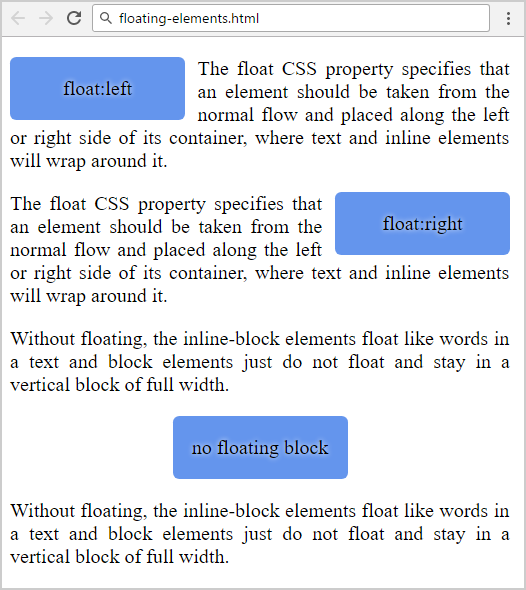 floating-elements.html
float:left
The float CSS property specifies that
an element should be taken from the
normal flow and placed along the left
or right side of its container, where text and inline elements
will wrap around it.
The float CSS property specifies that
an element should be taken from the
normal flow and placed along the left
or right side of its container, where text and inline elements
will wrap around it.
float:right
Without floating, the inline-block elements float like words in
a text and block elements just do not float and stay in a
vertical block of full width.
no floating block
Without floating, the inline-block elements float like words in
a text and block elements just do not float and stay in a
vertical block of full width.